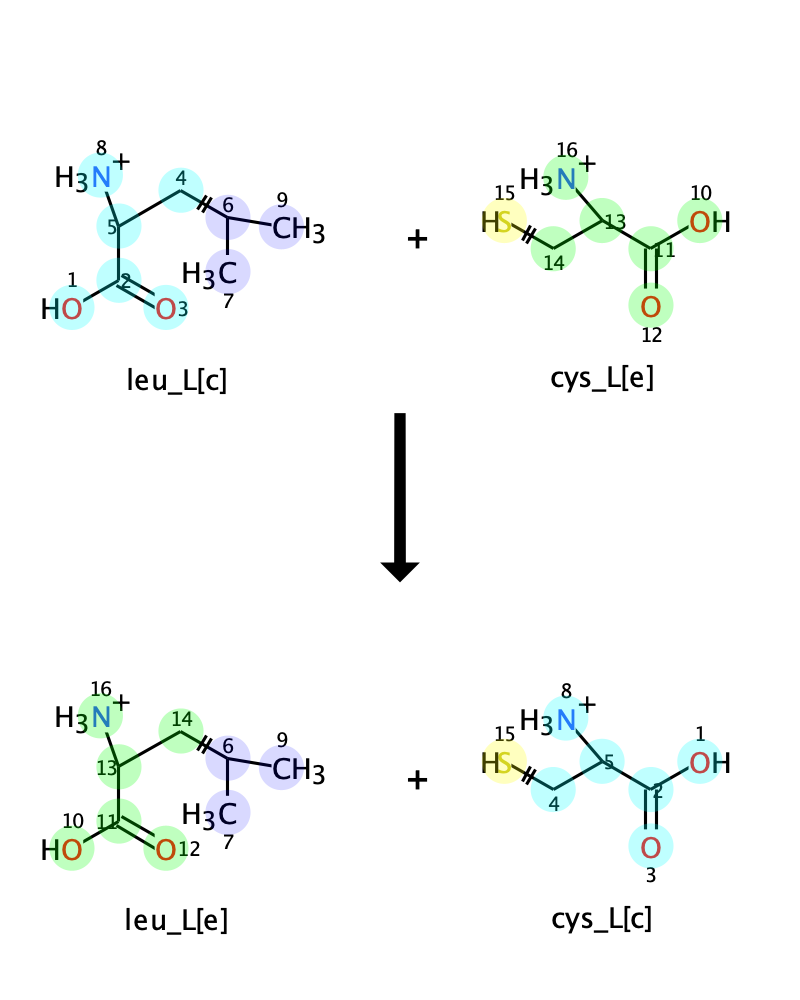 8
H3N+
4
6
9
CH3
5
H3C
7
1
2
HO
O3
leu_L[c]
+
16
H3N+
15
HS
13
10
OH
14
11
O
12
cys_L[e]
16
H3N+
14
6
9
CH3
13
H3C
7
10
11
HO
O12
leu_L[e]
+
8
H3N+
15
HS
5
1
OH
4
2
O
3
cys_L[c]